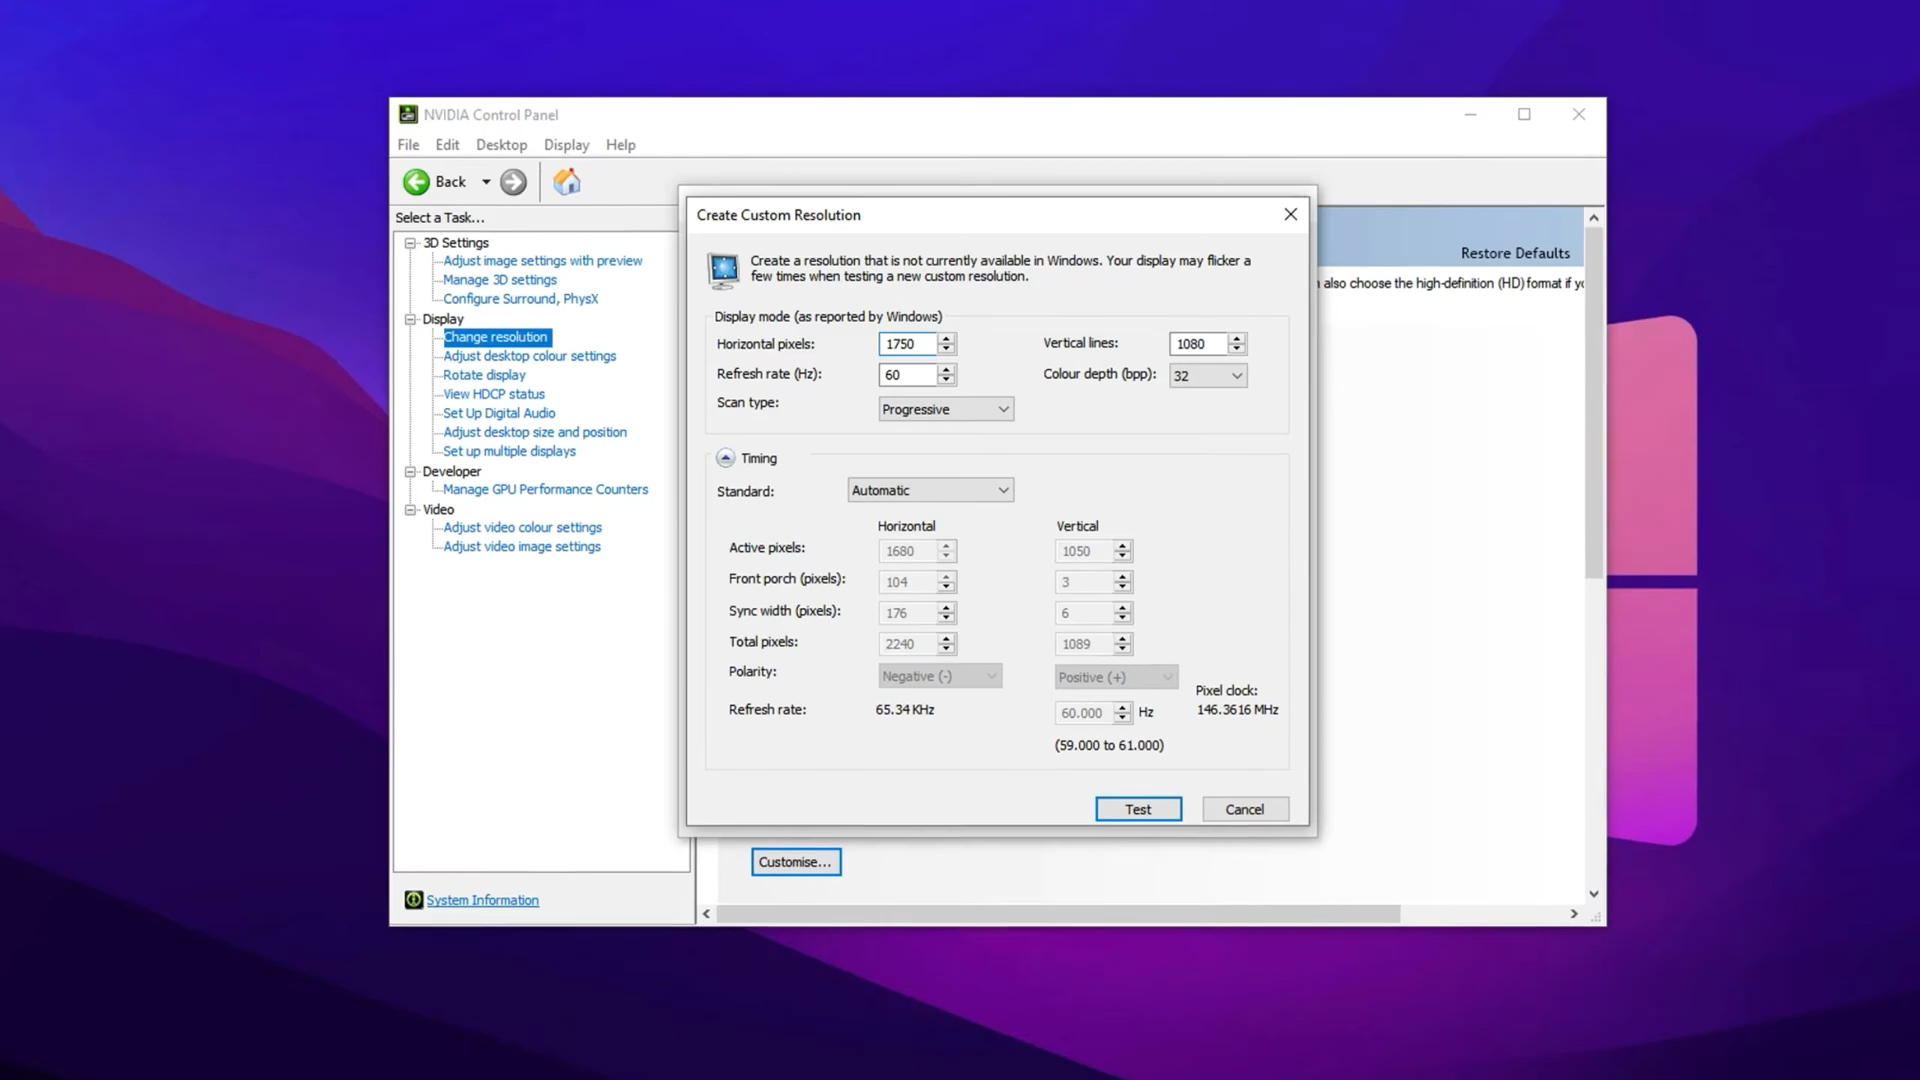 NVIDIA Control Panel
File Edit Desktop Display Help
Back
Select a Task...
3D Settings
Adjust image settings with preview
Manage 3D settings
Configure Surround, PhysX
Display
Change resolution
Adjust desktop colour settings
Rotate display
View HDCP status
Set Up Digital Audio
Adjust desktop size and position
Set up multiple displays
Developer
Manage GPU Performance Counters
Video
Adjust video colour settings
Adjust video image settings
System Information
Create Custom Resolution
Create a resolution that is not currently available in Windows. Your display may flicker a
few times when testing a new custom resolution.
Display mode (as reported by Windows)
Horizontal pixels: 1750 Vertical lines: 1080
Refresh rate (Hz): 60 Colour depth (bpp): 32
Scan type: Progressive
Timing
Standard: Automatic
Horizontal Vertical
Active pixels: 1680 1050
Front porch (pixels): 104 3
Sync width (pixels): 176 6
Total pixels: 2240 1089
Polarity: Negative (-) Positive (+)
Pixel clock:
Refresh rate: 65.34 KHz 60.000 Hz 146.3616 MHz
(59.000 to 61.000)
Test Cancel
Restore Defaults
also choose the high-definition (HD) format if
Customise...